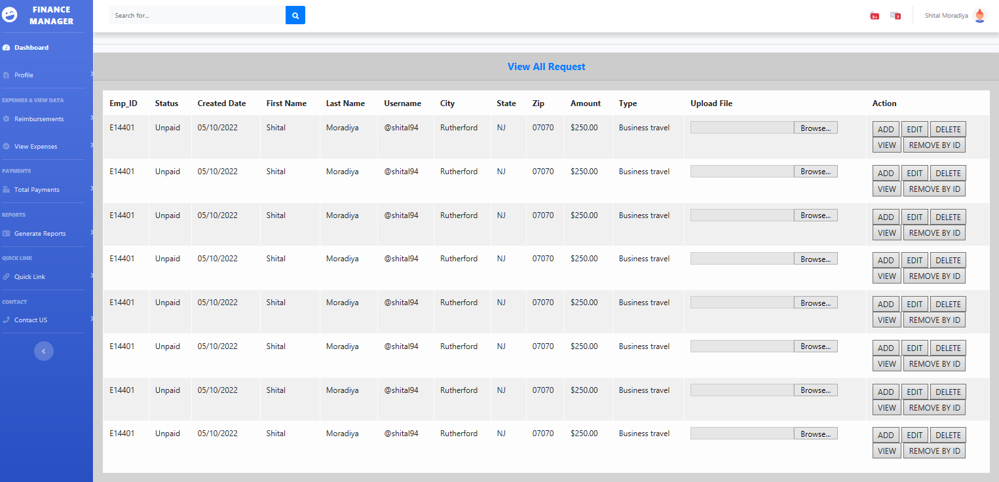 FINANCE
MANAGER
Search for...
3+
7
Shital Moradiya
Dashboard
Profile
EXPENSES & VIEW DATA
Reimbursements
View Expenses
PAYMENTS
Total Payments
REPORTS
Generate Reports
QUICK LINK
Quick Link
CONTACT
Contact US
View All Request
Emp_ID Status Created Date First Name Last Name Username City State Zip Amount Type Upload File Action
E14401 Unpaid 05/10/2022 Shital Moradiya @shital94 Rutherford NJ 07070 $250.00 Business travel Browse... ADD EDIT DELETE
VIEW REMOVE BY ID
E14401 Unpaid 05/10/2022 Shital Moradiya @shital94 Rutherford NJ 07070 $250.00 Business travel Browse... ADD EDIT DELETE
VIEW REMOVE BY ID
E14401 Unpaid 05/10/2022 Shital Moradiya @shital94 Rutherford NJ 07070 $250.00 Business travel Browse... ADD EDIT DELETE
VIEW REMOVE BY ID
E14401 Unpaid 05/10/2022 Shital Moradiya @shital94 Rutherford NJ 07070 $250.00 Business travel Browse... ADD EDIT DELETE
VIEW REMOVE BY ID
E14401 Unpaid 05/10/2022 Shital Moradiya @shital94 Rutherford NJ 07070 $250.00 Business travel Browse... ADD EDIT DELETE
VIEW REMOVE BY ID
E14401 Unpaid 05/10/2022 Shital Moradiya @shital94 Rutherford NJ 07070 $250.00 Business travel Browse... ADD EDIT DELETE
VIEW REMOVE BY ID
E14401 Unpaid 05/10/2022 Shital Moradiya @shital94 Rutherford NJ 07070 $250.00 Business travel Browse... ADD EDIT DELETE
VIEW REMOVE BY ID
E14401 Unpaid 05/10/2022 Shital Moradiya @shital94 Rutherford NJ 07070 $250.00 Business travel Browse... ADD EDIT DELETE
VIEW REMOVE BY ID